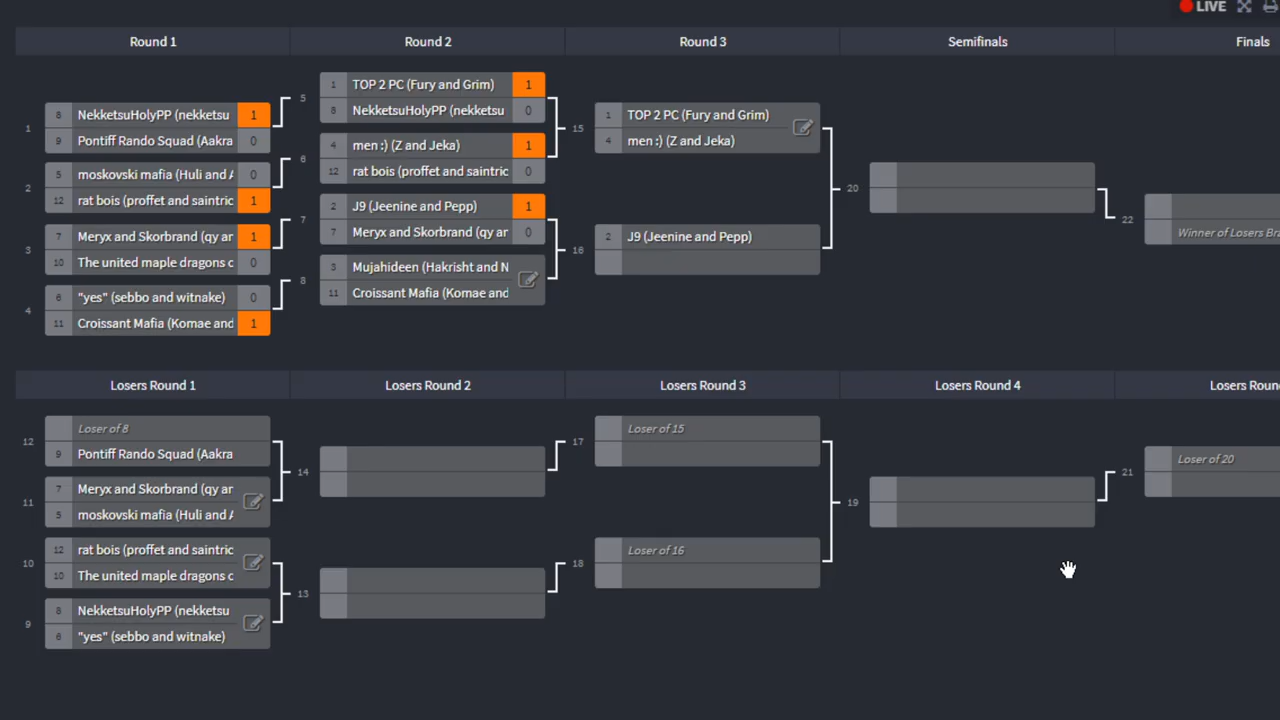 LIVE
Round 1 Round 2 Round 3 Semifinals Finals
1
8 NekketsuHolyPP (nekketsu 1
9 Pontiff Rando Squad (Aakra 0
2
5 moskovski mafia (Huli and A 0
12 rat bois (proffet and saintric 1
3
7 Meryx and Skorbrand (qy ar 1
10 The united maple dragons c 0
4
6 "yes" (sebbo and witnake) 0
11 Croissant Mafia (Komae and 1
5
1 TOP 2 PC (Fury and Grim) 1
8 NekketsuHolyPP (nekketsu 0
6
4 men :) (Z and Jeka) 1
12 rat bois (proffet and saintric 0
7
2 J9 (Jeenine and Pepp) 1
7 Meryx and Skorbrand (qy ar 0
8
3 Mujahideen (Hakrisht and N
11 Croissant Mafia (Komae and
15
1 TOP 2 PC (Fury and Grim)
4 men :) (Z and Jeka)
16
2 J9 (Jeenine and Pepp)
20
22
Winner of Losers Bra
Losers Round 1 Losers Round 2 Losers Round 3 Losers Round 4 Losers Roun
12
Loser of 8
9 Pontiff Rando Squad (Aakra
11
7 Meryx and Skorbrand (qy ar
5 moskovski mafia (Huli and A
10
12 rat bois (proffet and saintric
10 The united maple dragons c
9
8 NekketsuHolyPP (nekketsu
6 "yes" (sebbo and witnake)
14
13
17
Loser of 15
18
Loser of 16
19
21
Loser of 20